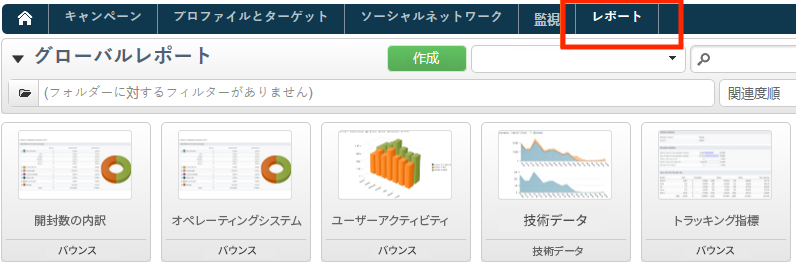 キャンペーン プロファイルとターゲット ソーシャルネットワーク 監視 レポート
グローバルレポート 作成
(フォルダーに対するフィルターがありません) 関連度順
開封数の内訳 オペレーティングシステム ユーザーアクティビティ 技術データ トラッキング指標
バウンス バウンス バウンス 技術データ バウンス